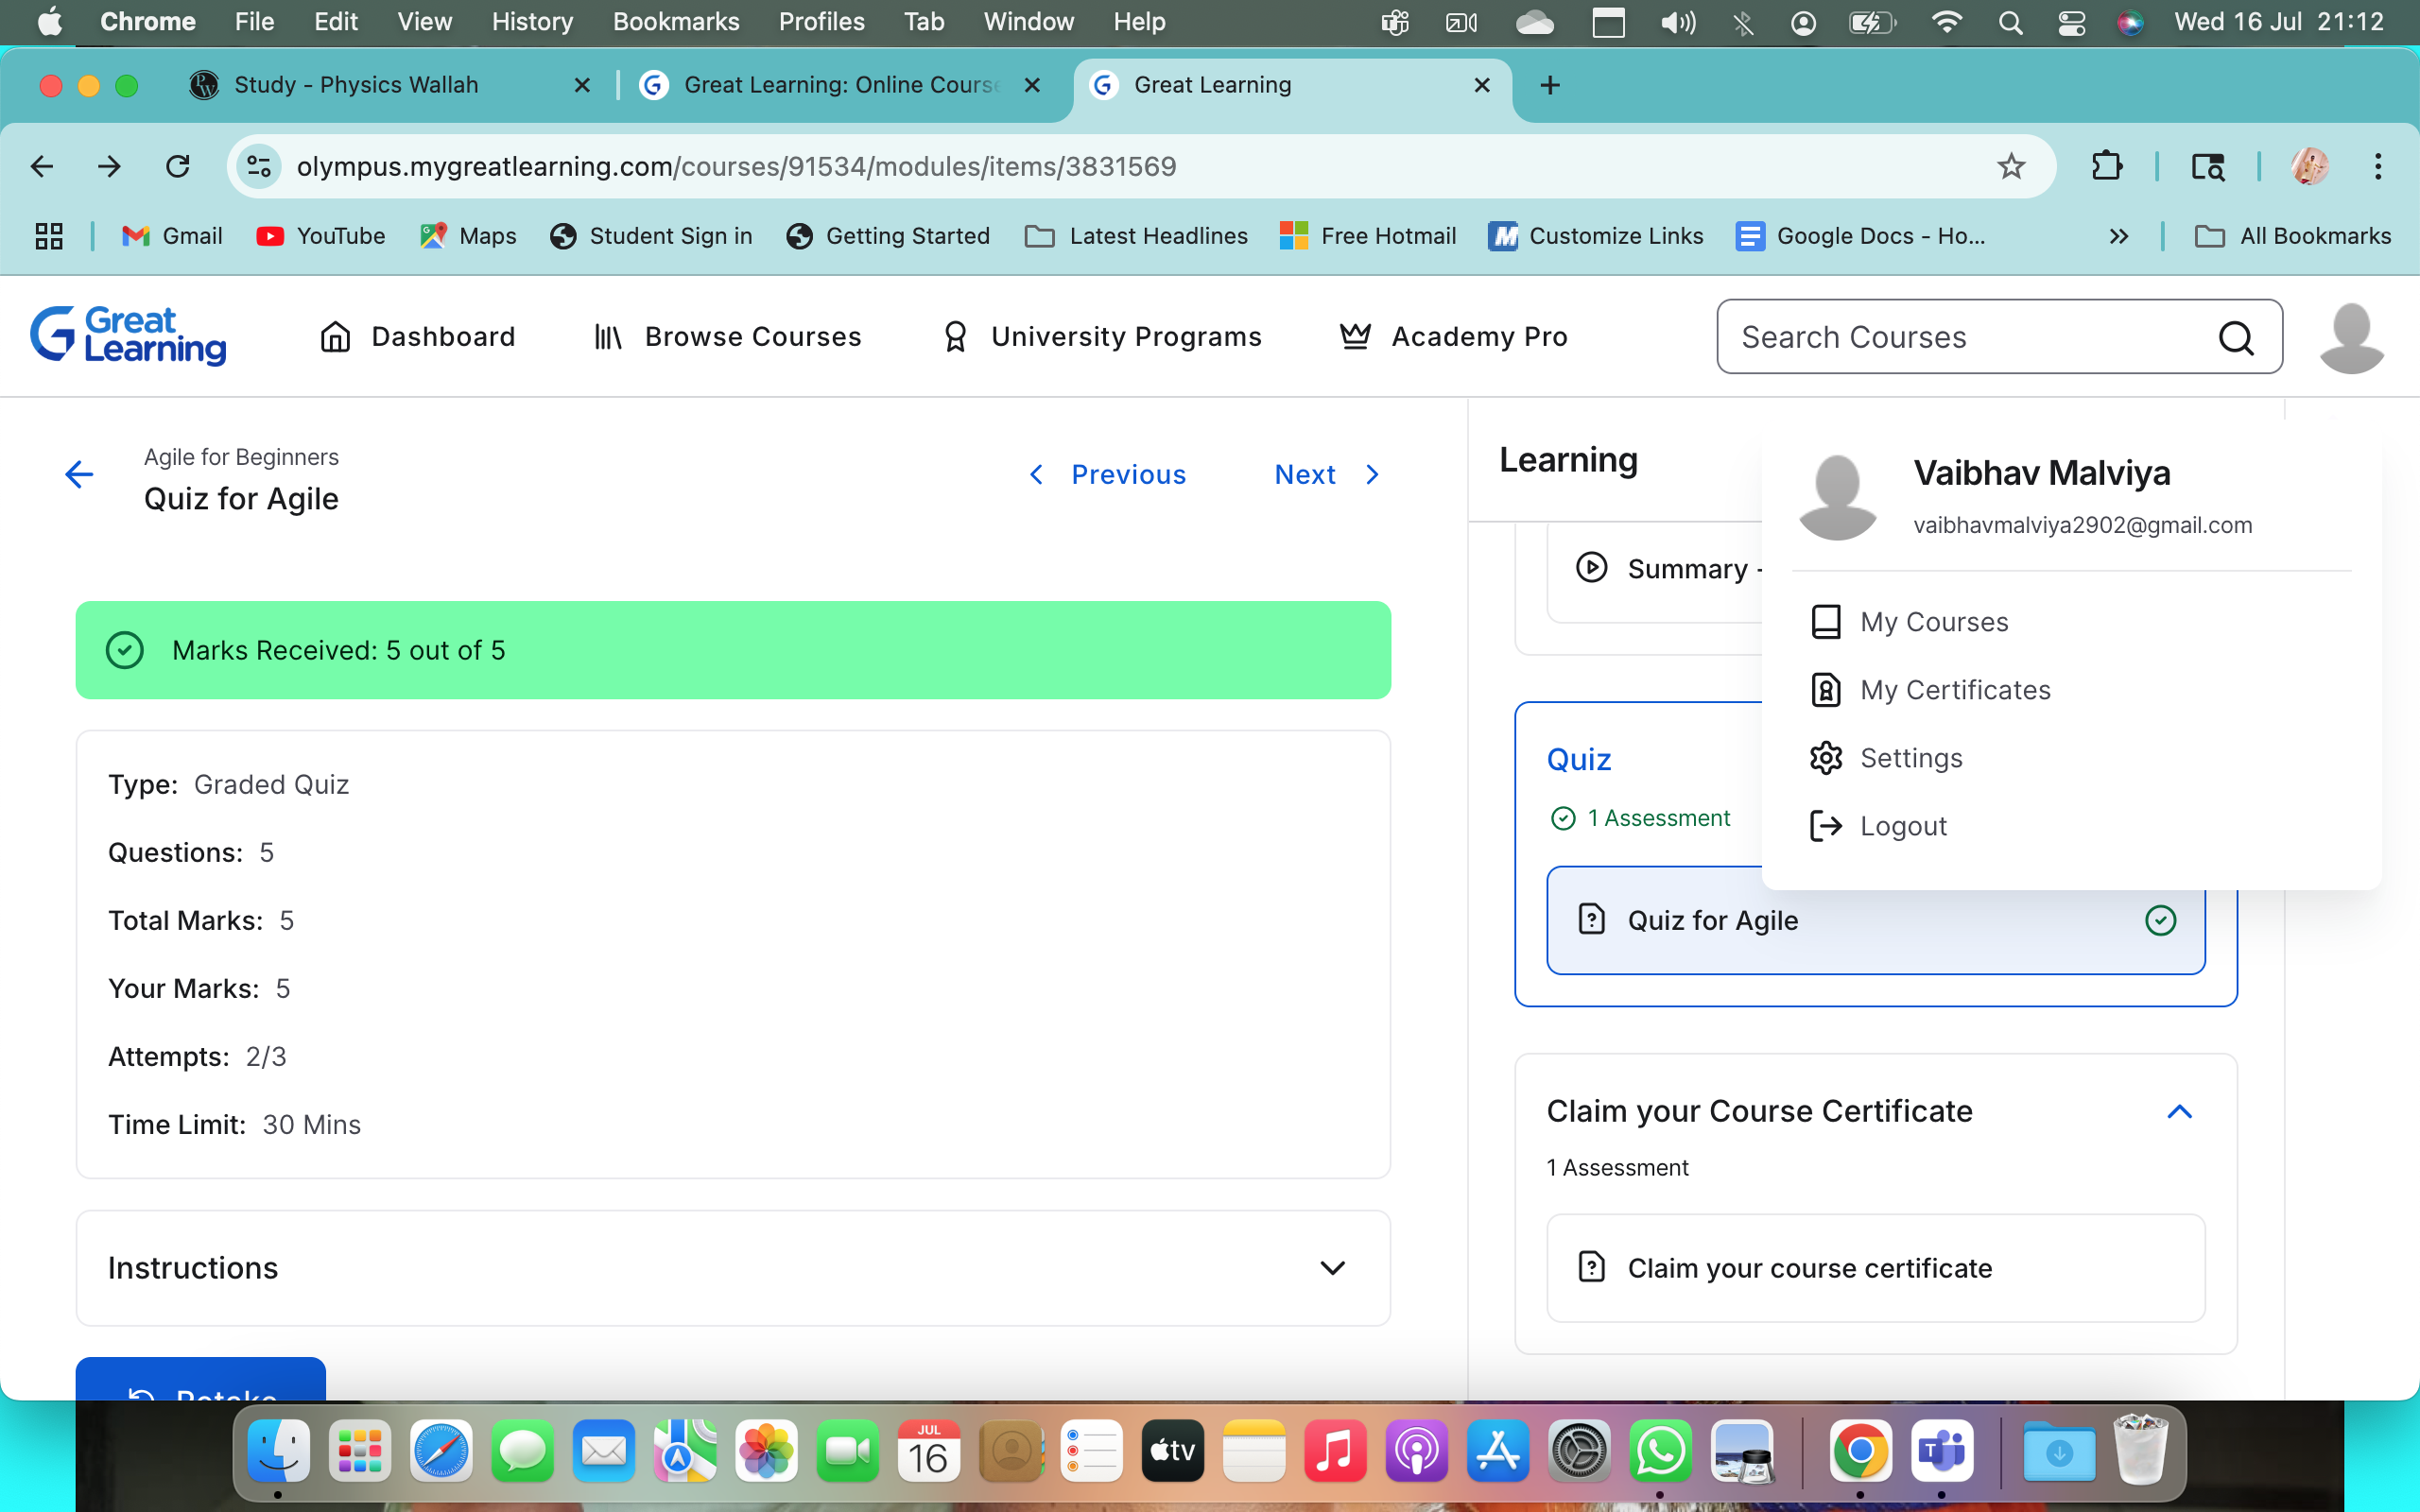 Chrome File Edit View History Bookmarks Profiles Tab Window Help Wed 16 Jul 21:12
Study - Physics Wallah Great Learning: Online Course Great Learning
olympus.mygreatlearning.com/courses/91534/modules/items/3831569
Gmail YouTube Maps Student Sign in Getting Started Latest Headlines Free Hotmail Customize Links Google Docs - Ho... All Bookmarks
Great Learning
Dashboard Browse Courses University Programs Academy Pro Search Courses
Agile for Beginners
Quiz for Agile
Previous Next
Marks Received: 5 out of 5
Type: Graded Quiz
Questions: 5
Total Marks: 5
Your Marks: 5
Attempts: 2/3
Time Limit: 30 Mins
Instructions
Retake
Learning
Summary -
Quiz
1 Assessment
Quiz for Agile
Claim your Course Certificate
1 Assessment
Claim your course certificate
Vaibhav Malviya
vaibhavmalviya2902@gmail.com
My Courses
My Certificates
Settings
Logout
JUL
16
tv